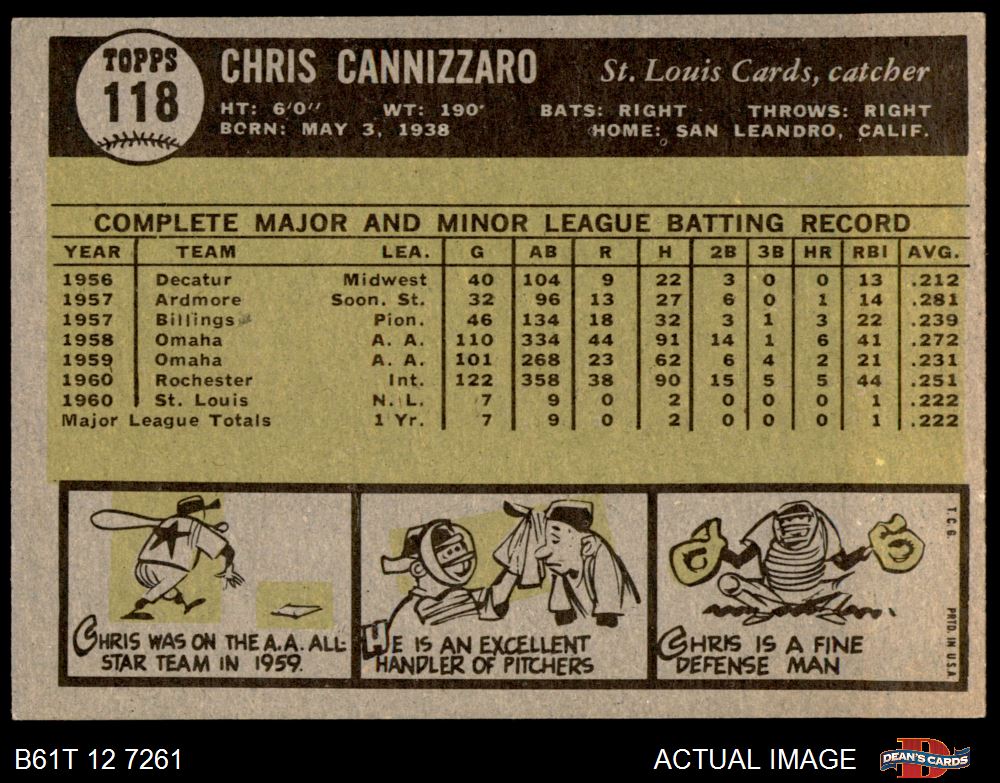 TOPPS
118
CHRIS CANNIZZARO St. Louis Cards, catcher
HT: 6'0" WT: 190 BATS: RIGHT THROWS: RIGHT
BORN: MAY 3, 1938 HOME: SAN LEANDRO, CALIF.
COMPLETE MAJOR AND MINOR LEAGUE BATTING RECORD
YEAR TEAM LEA. G AB R H 2B 3B HR RBI AVG.
1956 Decatur Midwest 40 104 9 22 3 0 0 13 .212
1957 Ardmore Soon. St. 32 96 13 27 6 0 1 14 .281
1957 Billings Pion. 46 134 18 32 3 1 3 22 .239
1958 Omaha A. A. 110 334 44 91 14 1 6 41 .272
1959 Omaha A. A. 101 268 23 62 6 4 2 21 .231
1960 Rochester Int. 122 358 38 90 15 5 5 44 .251
1960 St. Louis N. L. 7 9 0 2 0 0 0 1 .222
Major League Totals 1 Yr. 7 9 0 2 0 0 0 1 .222
CHRIS WAS ON THE A.A. ALL-
STAR TEAM IN 1959.
HE IS AN EXCELLENT
HANDLER OF PITCHERS
CHRIS IS A FINE
DEFENSE MAN
T.C.G. PRTD. IN U.S.A.
B61T 12 7261 ACTUAL IMAGE DEAN'S CARDS